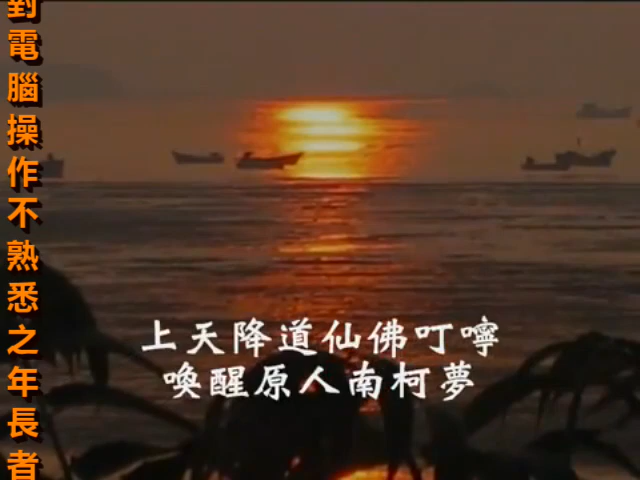 對電腦操作不熟悉之年長者
上天降道仙佛叮嚀
喚醒原人南柯夢